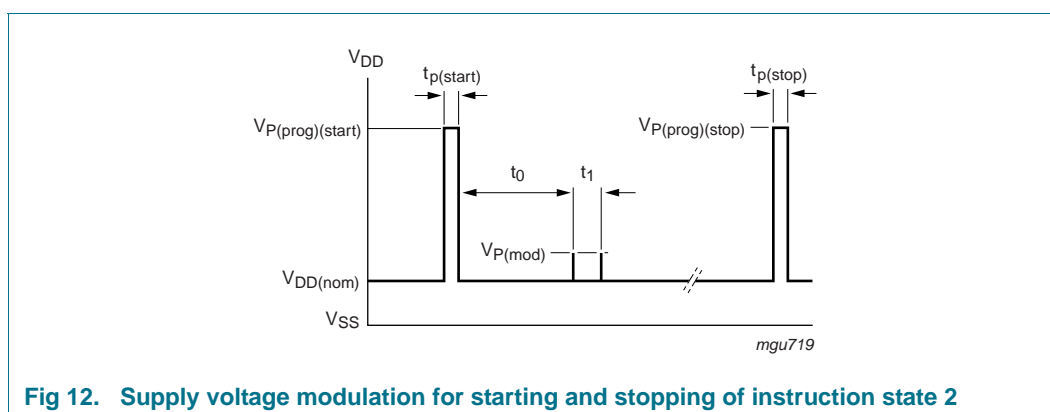 VDD
tp(start)
tp(stop)
VP(prog)(start)
VP(prog)(stop)
t0
t1
VP(mod)
VDD(nom)
VSS
mgu719
Fig 12. Supply voltage modulation for starting and stopping of instruction state 2